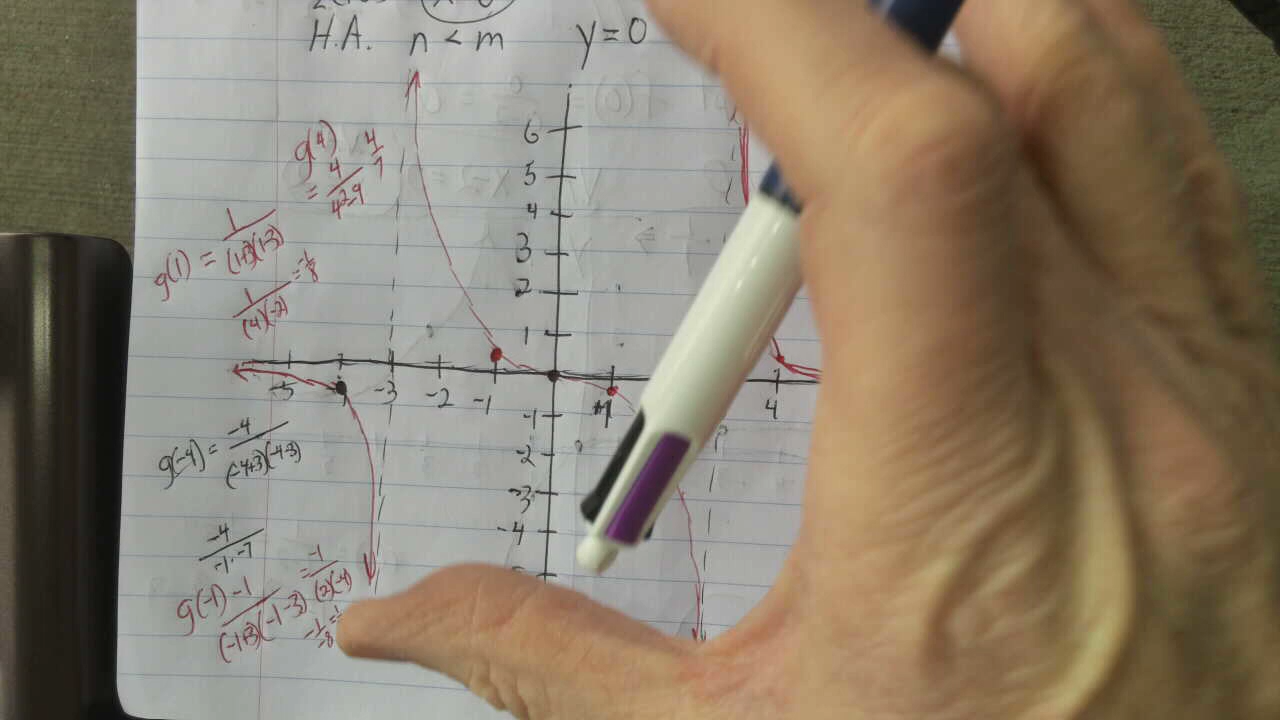 H.A. n < m y=0
g(4)
= 4/(4²-9) 4/7
g(1) = 1/((1+3)(1-3))
1/((4)(-2)) = -1/8
6
5
4
3
2
1
-5 -3 -2 -1 1 4
-1
-2
-3
-4
g(-4) = -4/((-4+3)(-4-3))
-4/(-1·-7)
g(-1) -1/((-1+3)(-1-3)) = -1/((2)(-4))